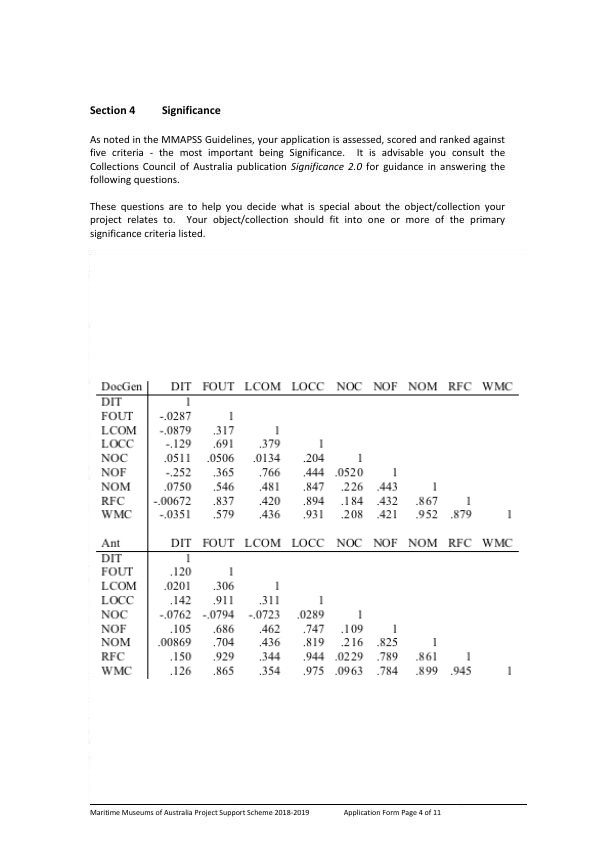 Section 4 Significance
As noted in the MMAPSS Guidelines, your application is assessed, scored and ranked against
five criteria - the most important being Significance. It is advisable you consult the
Collections Council of Australia publication Significance 2.0 for guidance in answering the
following questions.
These questions are to help you decide what is special about the object/collection your
project relates to. Your object/collection should fit into one or more of the primary
significance criteria listed.
DocGen DIT FOUT LCOM LOCC NOC NOF NOM RFC WMC
DIT 1
FOUT -.0287 1
LCOM -.0879 .317 1
LOCC -.129 .691 .379 1
NOC .0511 .0506 .0134 .204 1
NOF -.252 .365 .766 .444 .0520 1
NOM .0750 .546 .481 .847 .226 .443 1
RFC -.00672 .837 .420 .894 .184 .432 .867 1
WMC -.0351 .579 .436 .931 .208 .421 .952 .879 1
Ant DIT FOUT LCOM LOCC NOC NOF NOM RFC WMC
DIT 1
FOUT .120 1
LCOM .0201 .306 1
LOCC .142 .911 .311 1
NOC -.0762 -.0794 -.0723 .0289 1
NOF .105 .686 .462 .747 .109 1
NOM .00869 .704 .436 .819 .216 .825 1
RFC .150 .929 .344 .944 .0229 .789 .861 1
WMC .126 .865 .354 .975 .0963 .784 .899 .945 1
Maritime Museums of Australia Project Support Scheme 2018-2019 Application Form Page 4 of 11